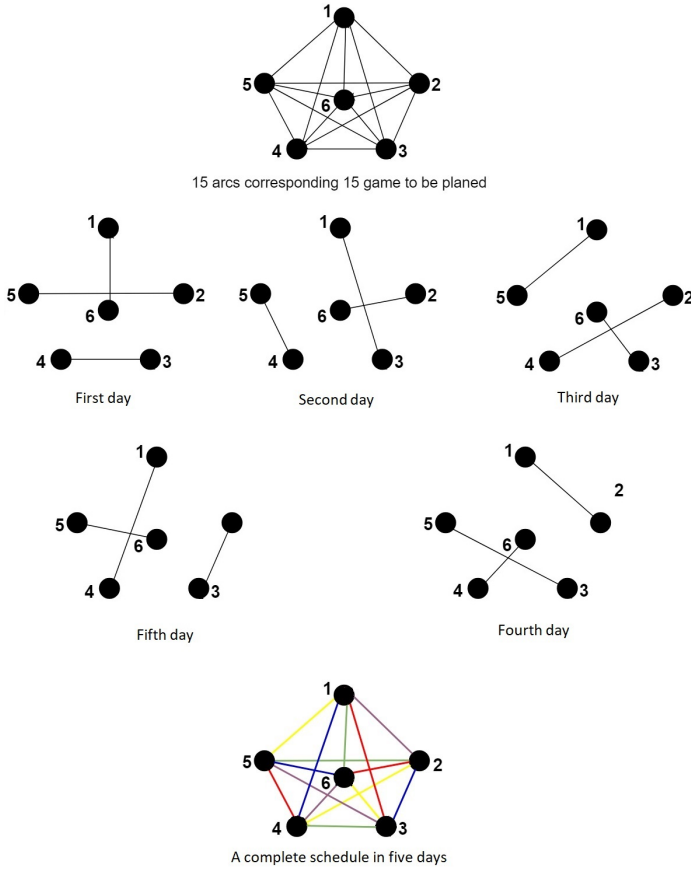 1
5 2
6
4 3
15 arcs corresponding 15 game to be planed
1 1 1
5 2 5 2 5 2
6 6 6
4 3 4 3 4 3
First day Second day Third day
1 1
2
5 5
6 6
4 3 4 3
Fifth day Fourth day
1
5 2
6
4 3
A complete schedule in five days